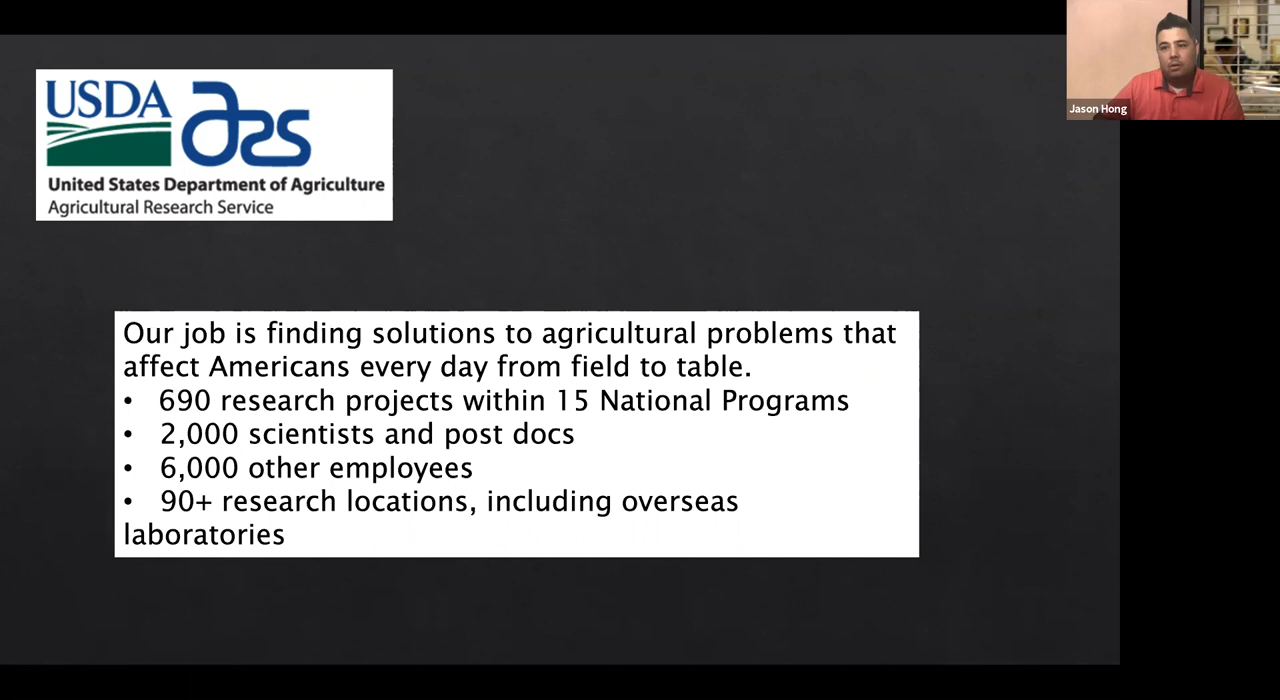 USDA ars
United States Department of Agriculture
Agricultural Research Service
Jason Hong
Our job is finding solutions to agricultural problems that
affect Americans every day from field to table.
• 690 research projects within 15 National Programs
• 2,000 scientists and post docs
• 6,000 other employees
• 90+ research locations, including overseas
laboratories